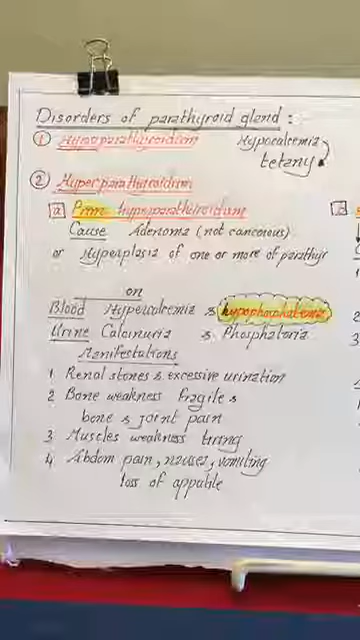 Disorders of parathyroid gland :
1 Hypoparathyroidism Hypocalcemia
tetany
2 Hyperparathyroidism
a Prim hyperparathyroidism
Cause Adenoma (not cancerous)
or Hyperplasia of one or more of parathyr
on
Blood Hypercalcemia & hypophosphatemia
Urine Calcinuria & Phosphaturia
Manifestations
1 Renal stones & excessive urination
2 Bone weakness fragile &
bone & joint pain
3 Muscles weakness tiring
4 Abdom pain, nausea, vomiting
loss of appetite
2
3